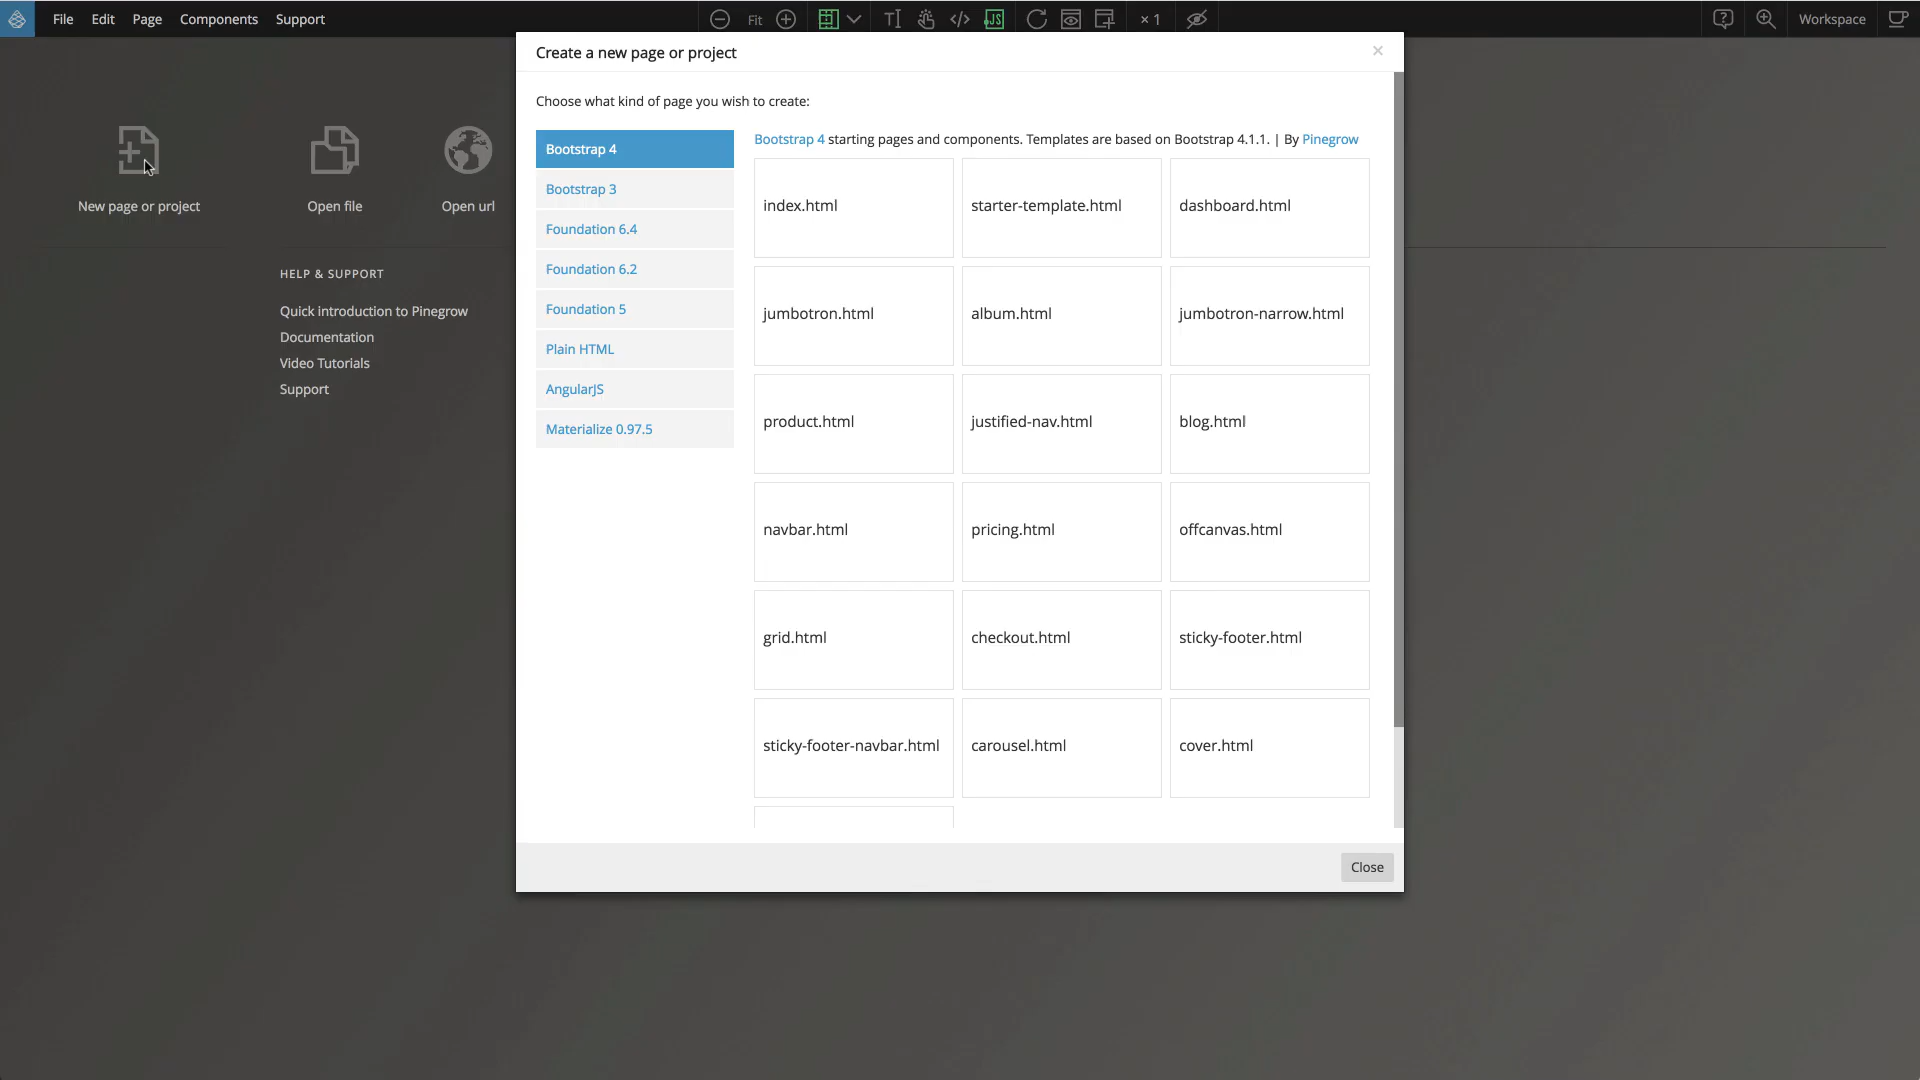 File Edit Page Components Support
Fit
JS
× 1
Workspace
Create a new page or project
×
Choose what kind of page you wish to create:
Bootstrap 4
Bootstrap 3
Foundation 6.4
Foundation 6.2
Foundation 5
Plain HTML
AngularJS
Materialize 0.97.5
Bootstrap 4 starting pages and components. Templates are based on Bootstrap 4.1.1. | By Pinegrow
index.html
starter-template.html
dashboard.html
jumbotron.html
album.html
jumbotron-narrow.html
product.html
justified-nav.html
blog.html
navbar.html
pricing.html
offcanvas.html
grid.html
checkout.html
sticky-footer.html
sticky-footer-navbar.html
carousel.html
cover.html
Close
New page or project
Open file
Open url
HELP & SUPPORT
Quick introduction to Pinegrow
Documentation
Video Tutorials
Support